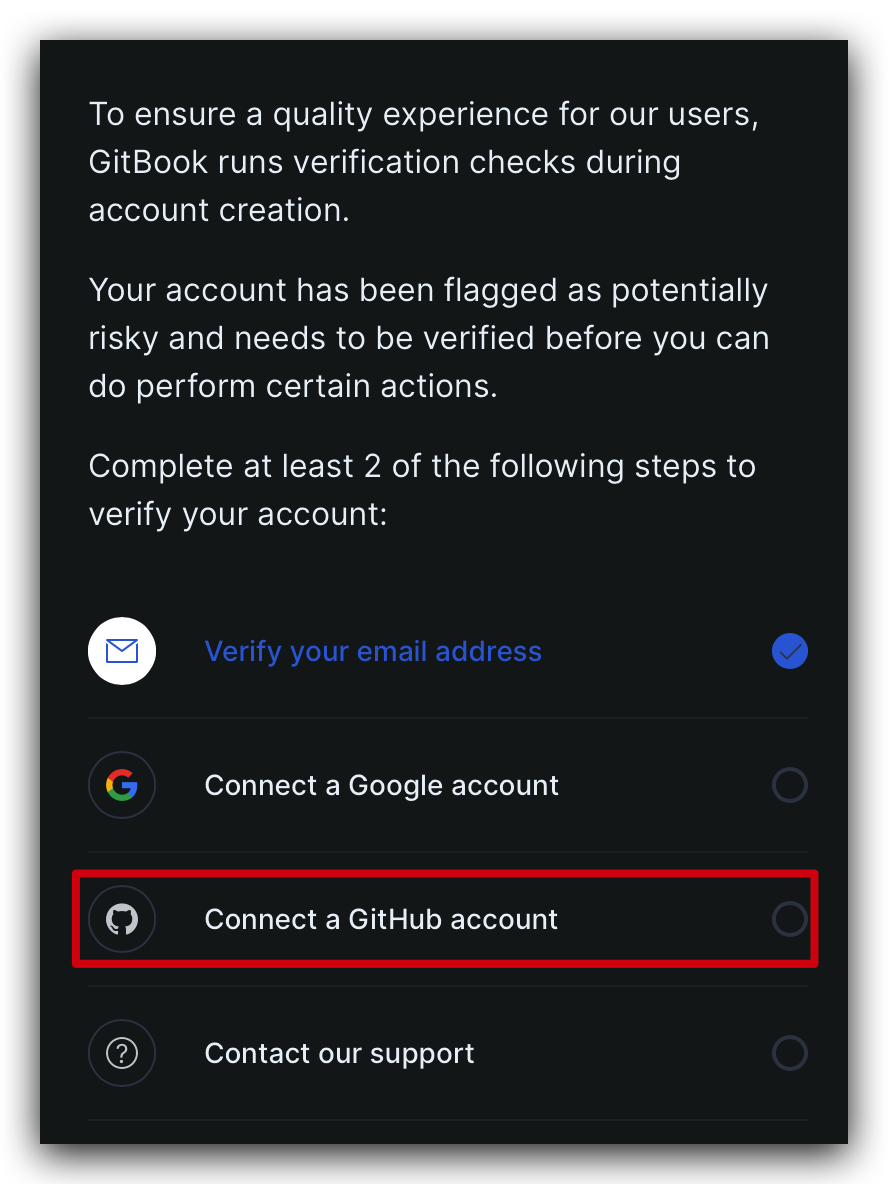 To ensure a quality experience for our users,
GitBook runs verification checks during
account creation.
Your account has been flagged as potentially
risky and needs to be verified before you can
do perform certain actions.
Complete at least 2 of the following steps to
verify your account:
Verify your email address
Connect a Google account
Connect a GitHub account
Contact our support